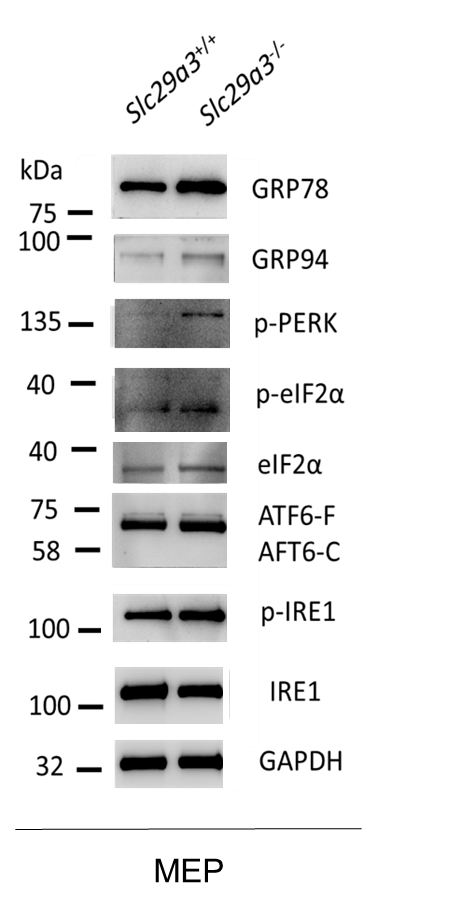 Slc29a3+/+ Slc29a3-/-
kDa
GRP78
75
100
GRP94
135
p-PERK
40
p-eIF2α
40
eIF2α
75
ATF6-F
58
AFT6-C
p-IRE1
100
IRE1
100
GAPDH
32
MEP